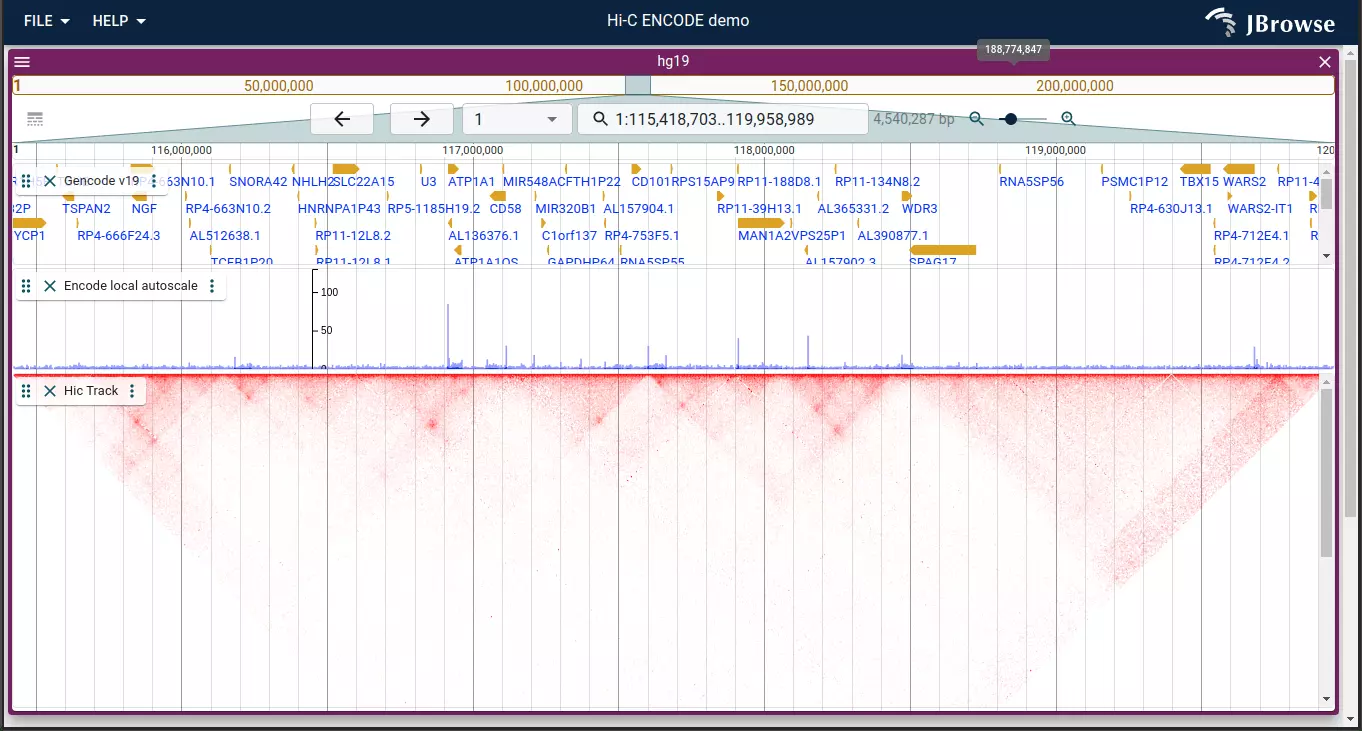 FILE HELP Hi-C ENCODE demo JBrowse
188,774,847
hg19
1 50,000,000 100,000,000 150,000,000 200,000,000
1 1:115,418,703..119,958,989 4,540,287 bp
1 116,000,000 117,000,000 118,000,000 119,000,000 120
Gencode v19 663N10.1 SNORA42 NHLH2 SLC22A15 U3 ATP1A1 MIR548AC FTH1P22 CD101 RPS15AP9 RP11-188D8.1 RP11-134N8.2 RNA5SP56 PSMC1P12 TBX15 WARS2 RP11-4
2P TSPAN2 NGF RP4-663N10.2 HNRNPA1P43 RP5-1185H19.2 CD58 MIR320B1 AL157904.1 RP11-39H13.1 AL365331.2 WDR3 RP4-630J13.1 WARS2-IT1 R
YCP1 RP4-666F24.3 AL512638.1 RP11-12L8.2 AL136376.1 C1orf137 RP4-753F5.1 MAN1A2 VPS25P1 AL390877.1 RP4-712E4.1 R
TCEB1P20 RP11-12L8.1 ATP1A1OS GAPDHP64 RNA5SP55 AL157902.3 SPAG17 RP4-712E4.2
Encode local autoscale
100
50
0
Hic Track